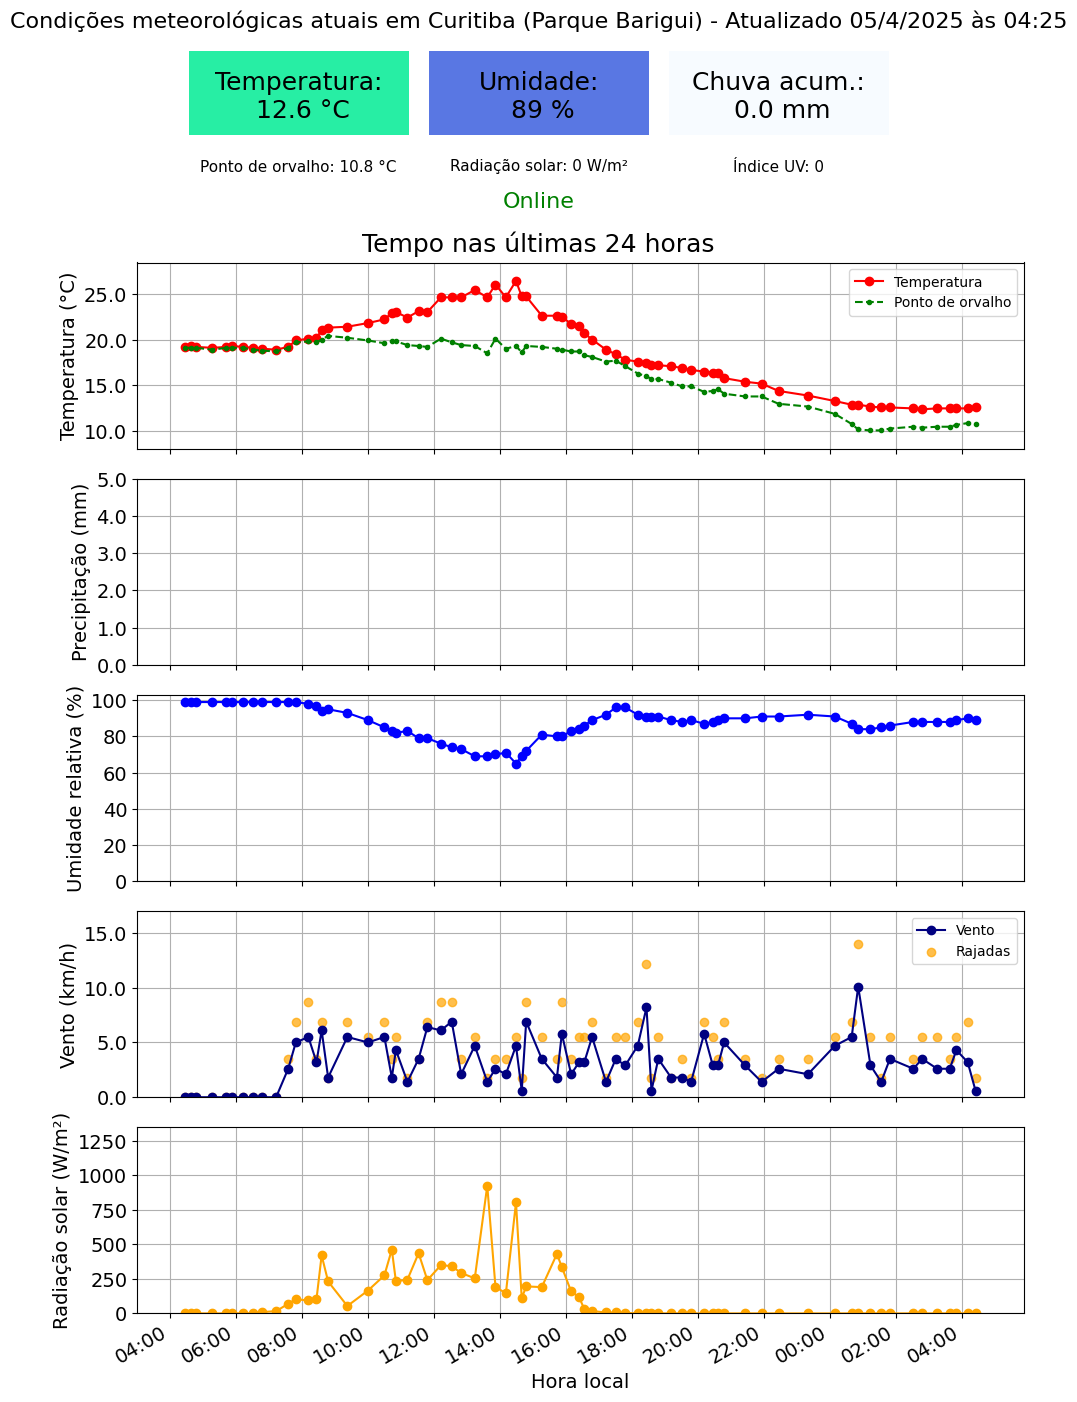 Condições meteorológicas atuais em Curitiba (Parque Barigui) - Atualizado 05/4/2025 às 04:25
Temperatura:
12.6 °C
Umidade:
89 %
Chuva acum.:
0.0 mm
Ponto de orvalho: 10.8 °C
Radiação solar: 0 W/m²
Índice UV: 0
Online
Tempo nas últimas 24 horas
Temperatura (°C)
25.0
20.0
15.0
10.0
Temperatura
Ponto de orvalho
Precipitação (mm)
5.0
4.0
3.0
2.0
1.0
0.0
Umidade relativa (%)
100
80
60
40
20
0
Vento (km/h)
15.0
10.0
5.0
0.0
Vento
Rajadas
Radiação solar (W/m²)
1250
1000
750
500
250
0
04:00
06:00
08:00
10:00
12:00
14:00
16:00
18:00
20:00
22:00
00:00
02:00
04:00
Hora local